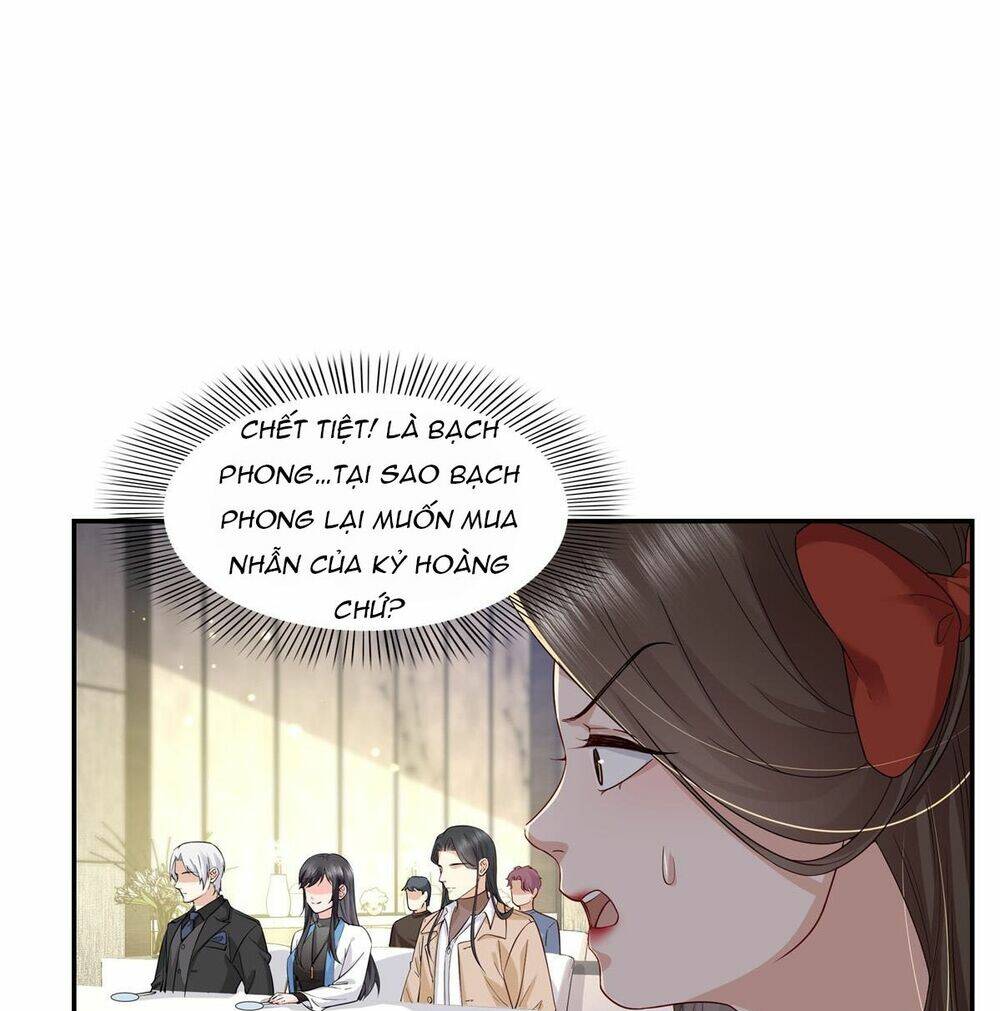 CHẾT TIỆT! LÀ BẠCH
PHONG...TẠI SAO BẠCH
PHONG LẠI MUỐN MUA
NHẪN CỦA KỶ HOÀNG
CHỨ?